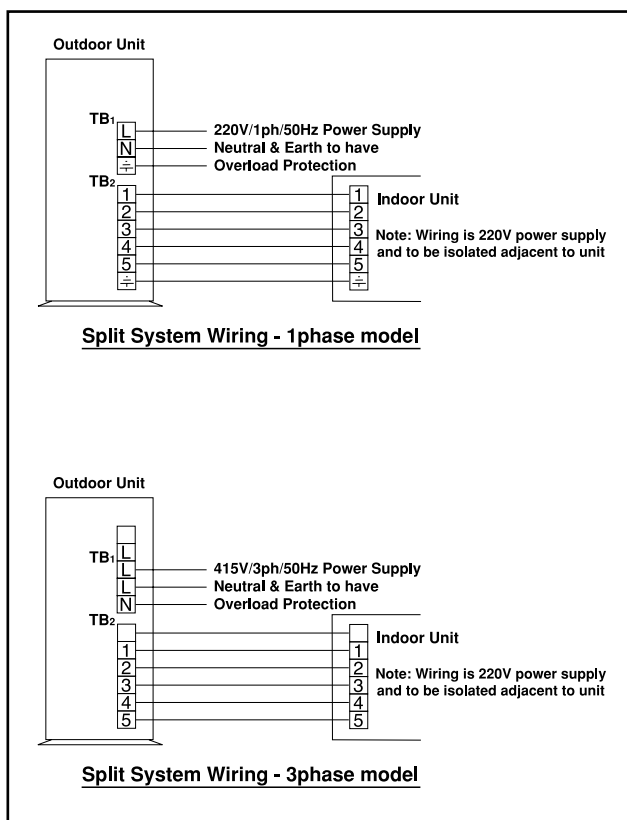 Outdoor Unit
TB1
L
N
⏚
220V/1ph/50Hz Power Supply
Neutral & Earth to have
Overload Protection
TB2
1
2
3
4
5
1
2
3
4
5
⏚
Indoor Unit
Note: Wiring is 220V power supply
and to be isolated adjacent to unit
Split System Wiring - 1phase model
Outdoor Unit
TB1
L
L
L
N
415V/3ph/50Hz Power Supply
Neutral & Earth to have
Overload Protection
TB2
1
2
3
4
5
1
2
3
4
5
Indoor Unit
Note: Wiring is 220V power supply
and to be isolated adjacent to unit
Split System Wiring - 3phase model